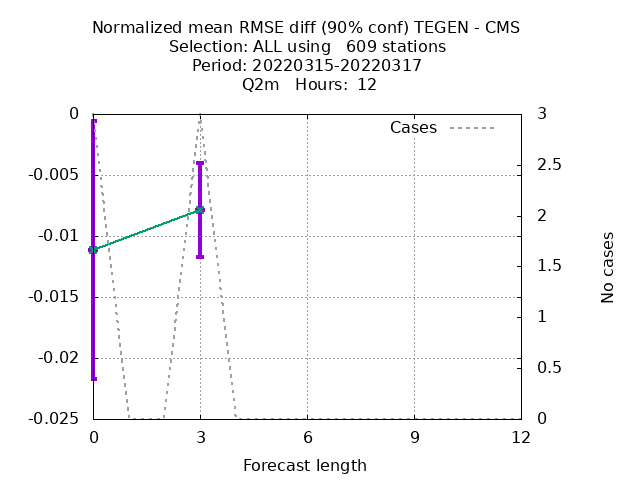 Normalized mean RMSE diff (90% conf) TEGEN - CMS
Selection: ALL using   609 stations
Period: 20220315-20220317
Q2m   Hours:  12
Cases
0
-0.005
-0.01
-0.015
-0.02
-0.025
3
2.5
2
1.5
1
0.5
0
No cases
0 3 6 9 12
Forecast length